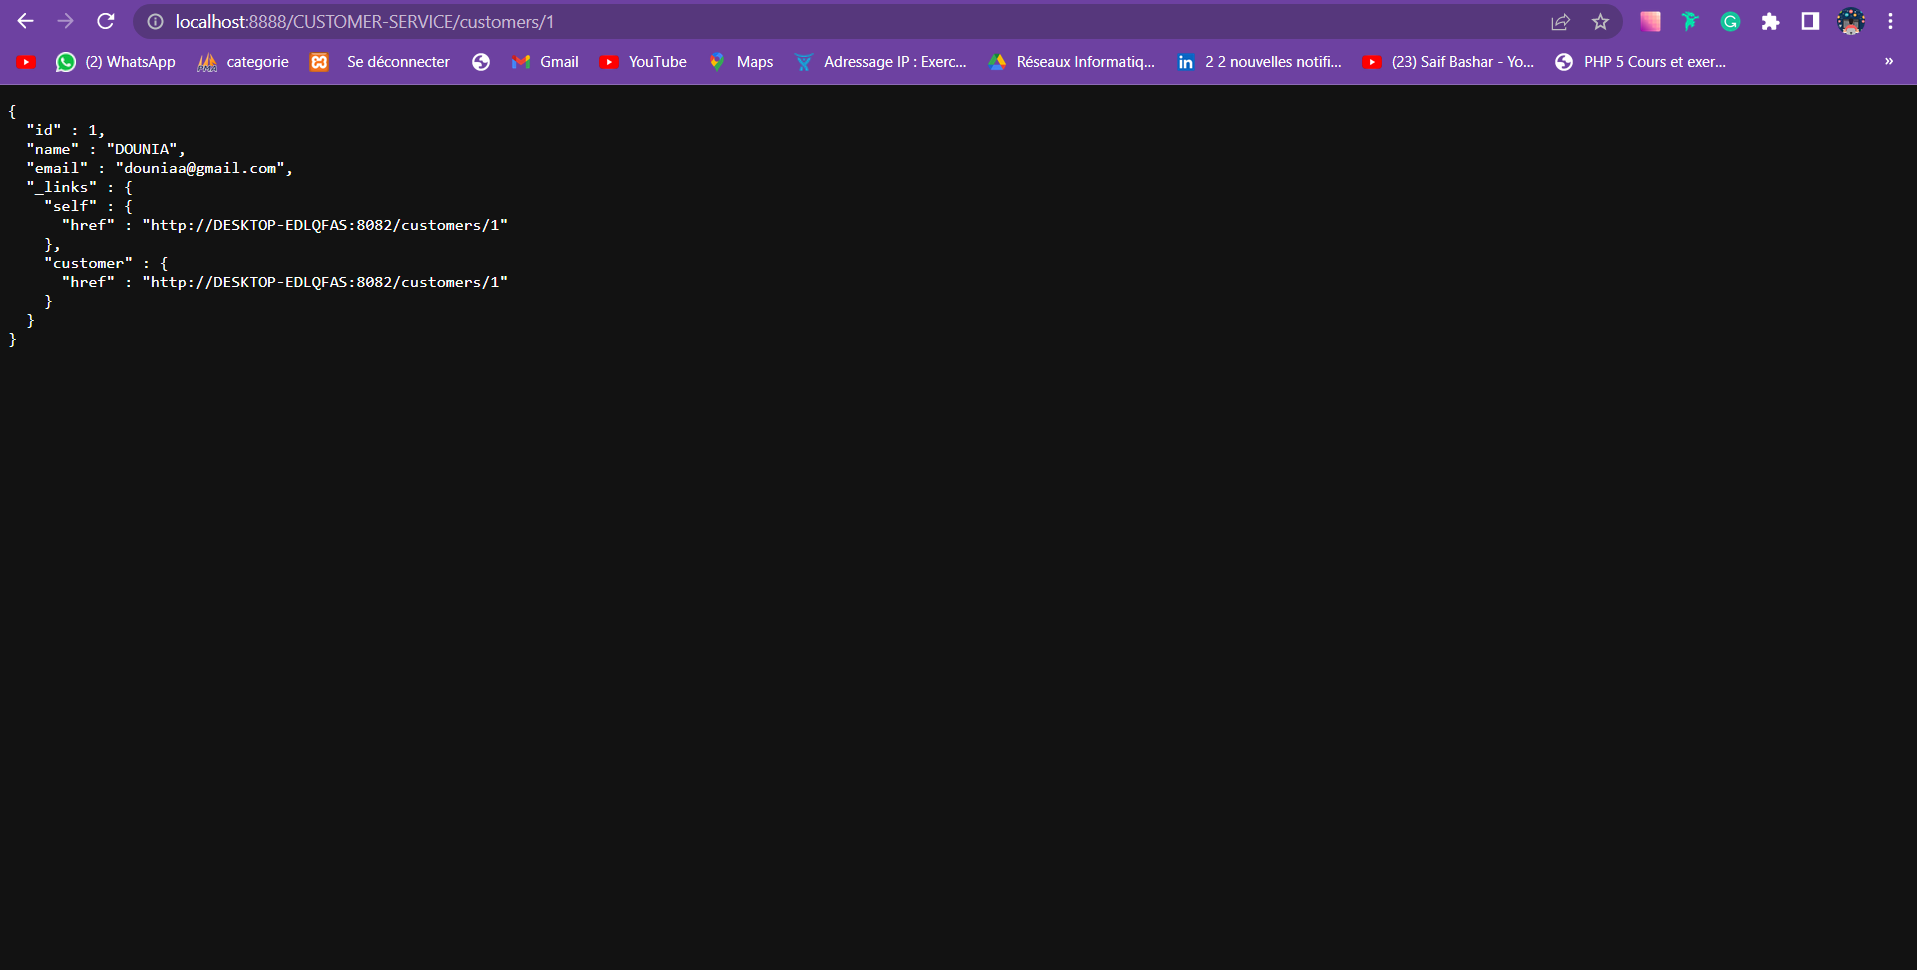 localhost:8888/CUSTOMER-SERVICE/customers/1
(2) WhatsApp categorie Se déconnecter Gmail YouTube Maps Adressage IP : Exerc... Réseaux Informatiq... 2 2 nouvelles notifi... (23) Saif Bashar - Yo... PHP 5 Cours et exer... »
{
"id" : 1,
"name" : "DOUNIA",
"email" : "douniaa@gmail.com",
"_links" : {
"self" : {
"href" : "http://DESKTOP-EDLQFAS:8082/customers/1"
},
"customer" : {
"href" : "http://DESKTOP-EDLQFAS:8082/customers/1"
}
}
}